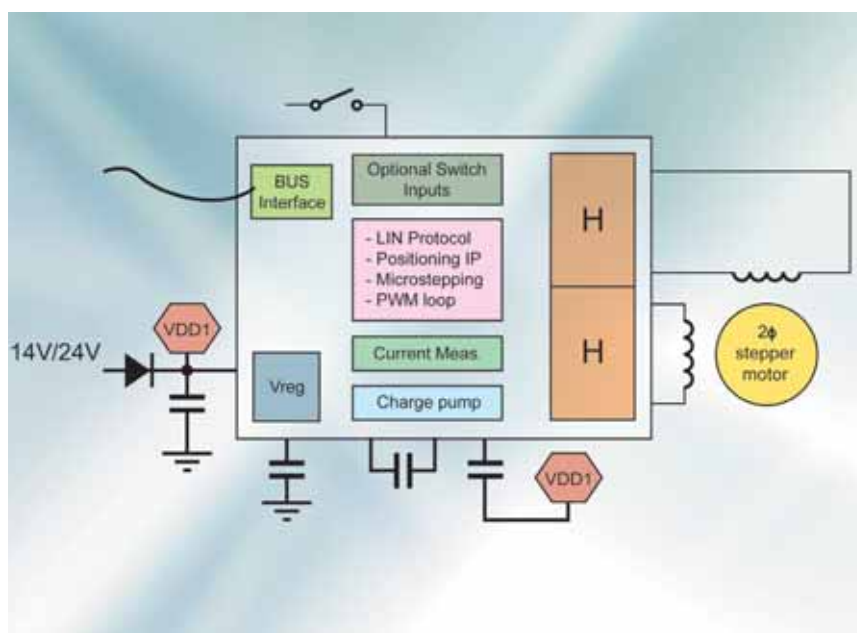 BUS
Interface
Optional Switch
Inputs
H
- LIN Protocol
- Positioning IP
- Microstepping
- PWM loop
VDD1
14V/24V
2ϕ
stepper
motor
H
Current Meas.
Vreg
Charge pump
VDD1